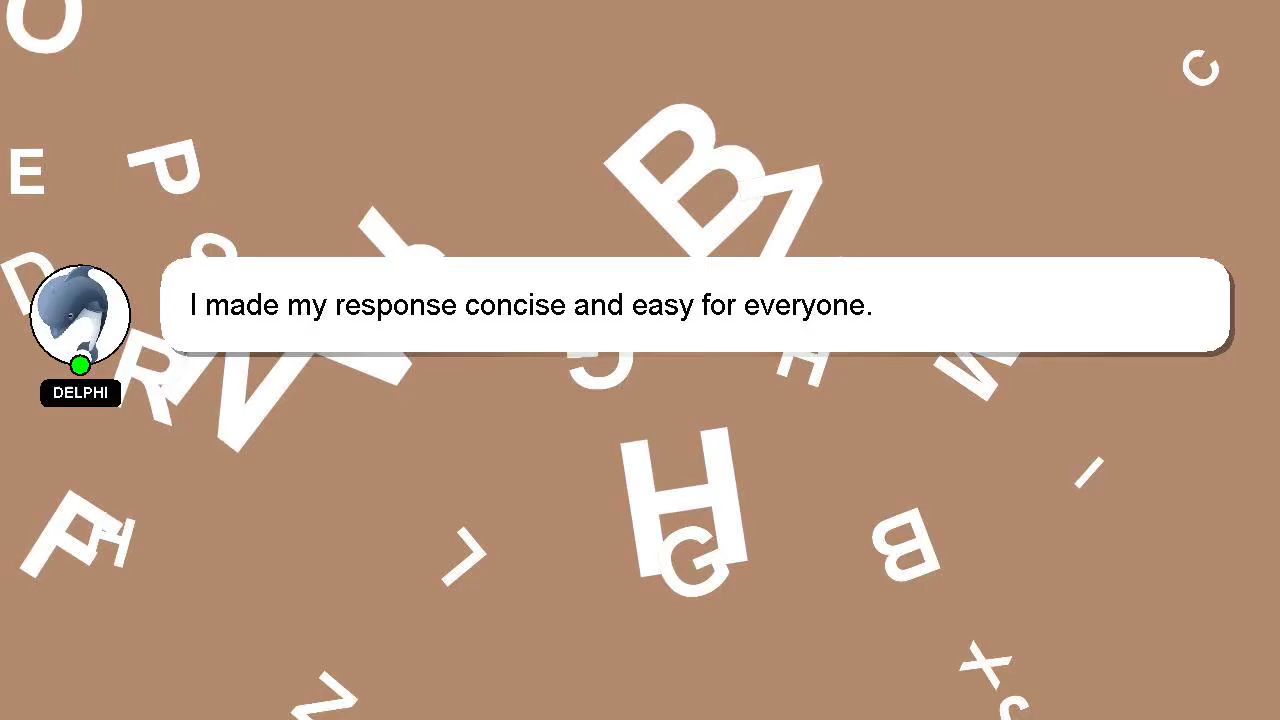 O
C
E
P
B
Z
S
D
I made my response concise and easy for everyone.
DELPHI
R
N
G
H
M
H
I
G
B
P
H
L
X
Z
S